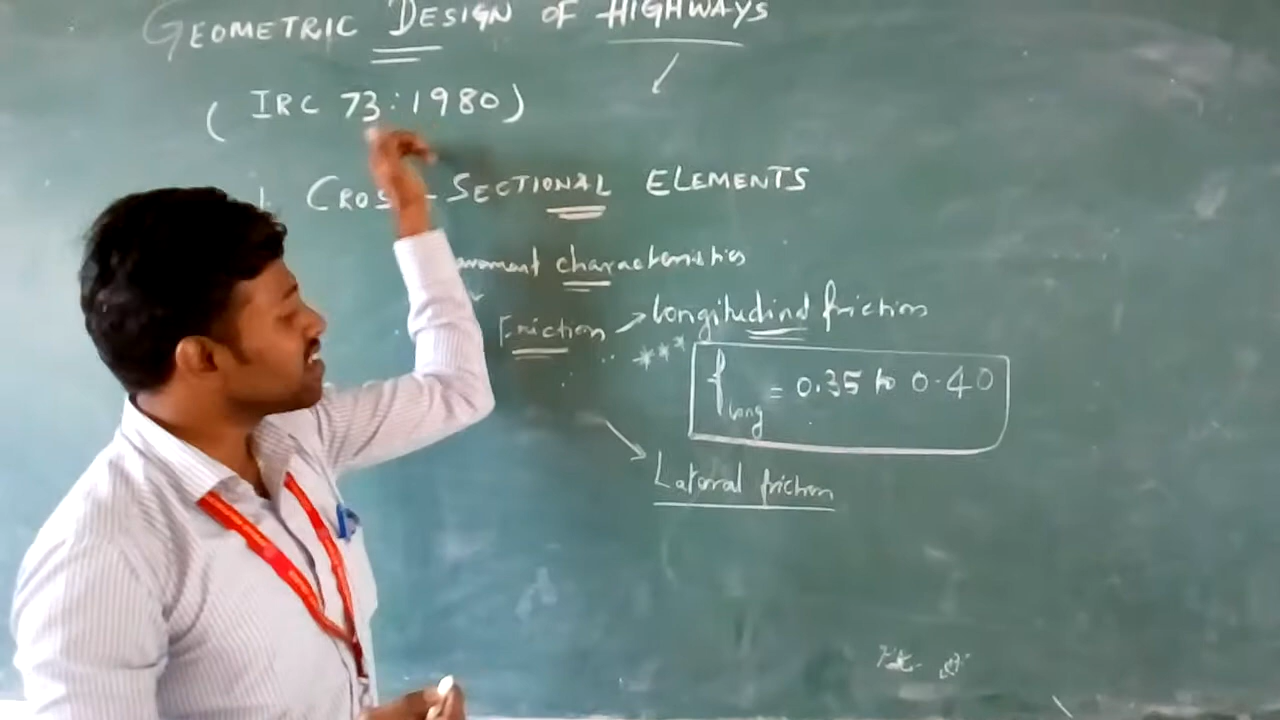 GEOMETRIC DESIGN OF HIGHWAYS
(IRC 73:1980)
1. CROSS-SECTIONAL ELEMENTS
characteristics
Friction
Longitudinal friction
***
f long = 0.35 to 0.40
Lateral friction